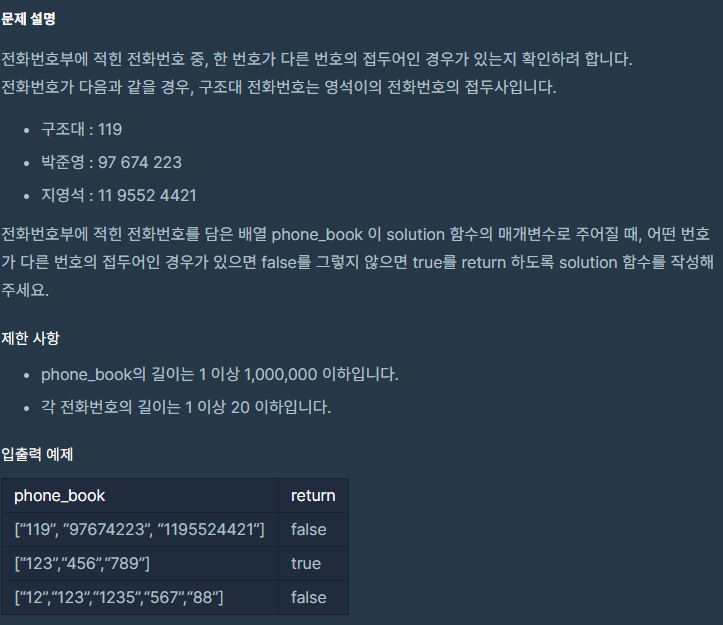 문제 설명
전화번호부에 적힌 전화번호 중, 한 번호가 다른 번호의 접두어인 경우가 있는지 확인하려 합니다.
전화번호가 다음과 같을 경우, 구조대 전화번호는 영석이의 전화번호의 접두사입니다.
• 구조대 : 119
• 박준영 : 97 674 223
• 지영석 : 11 9552 4421
전화번호부에 적힌 전화번호를 담은 배열 phone_book 이 solution 함수의 매개변수로 주어질 때, 어떤 번호
가 다른 번호의 접두어인 경우가 있으면 false를 그렇지 않으면 true를 return 하도록 solution 함수를 작성해
주세요.
제한 사항
• phone_book의 길이는 1 이상 1,000,000 이하입니다.
• 각 전화번호의 길이는 1 이상 20 이하입니다.
입출력 예제
phone_book return
[“119”, “97674223”, “1195524421”] false
[“123”,“456”,“789”] true
[“12”,“123”,“1235”,“567”,“88”] false